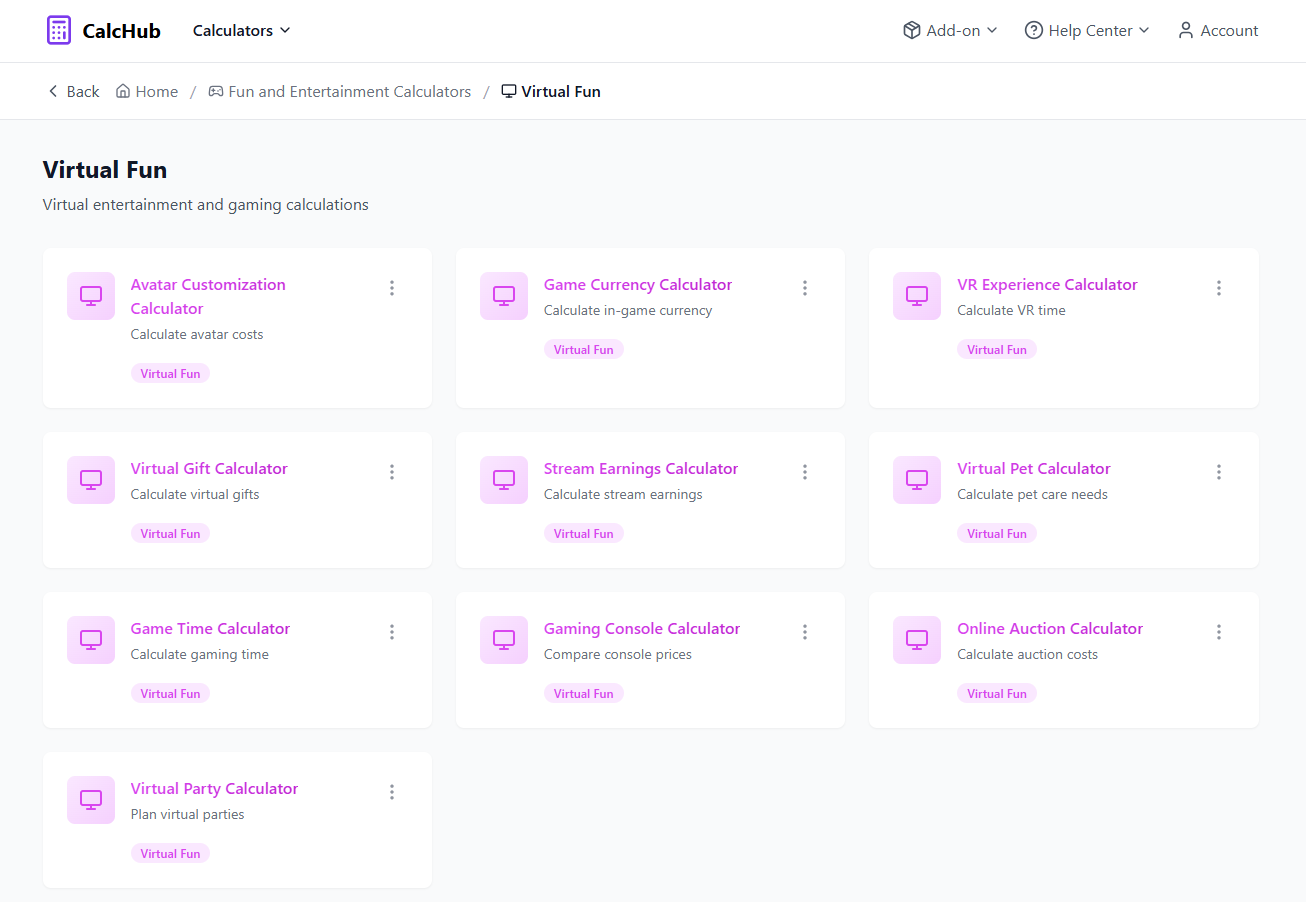 CalcHub
Calculators
Add-on
Help Center
Account
Back
Home
/
Fun and Entertainment Calculators
/
Virtual Fun
Virtual Fun
Virtual entertainment and gaming calculations
Avatar Customization
Calculator
Calculate avatar costs
Virtual Fun
Game Currency Calculator
Calculate in-game currency
Virtual Fun
VR Experience Calculator
Calculate VR time
Virtual Fun
Virtual Gift Calculator
Calculate virtual gifts
Virtual Fun
Stream Earnings Calculator
Calculate stream earnings
Virtual Fun
Virtual Pet Calculator
Calculate pet care needs
Virtual Fun
Game Time Calculator
Calculate gaming time
Virtual Fun
Gaming Console Calculator
Compare console prices
Virtual Fun
Online Auction Calculator
Calculate auction costs
Virtual Fun
Virtual Party Calculator
Plan virtual parties
Virtual Fun